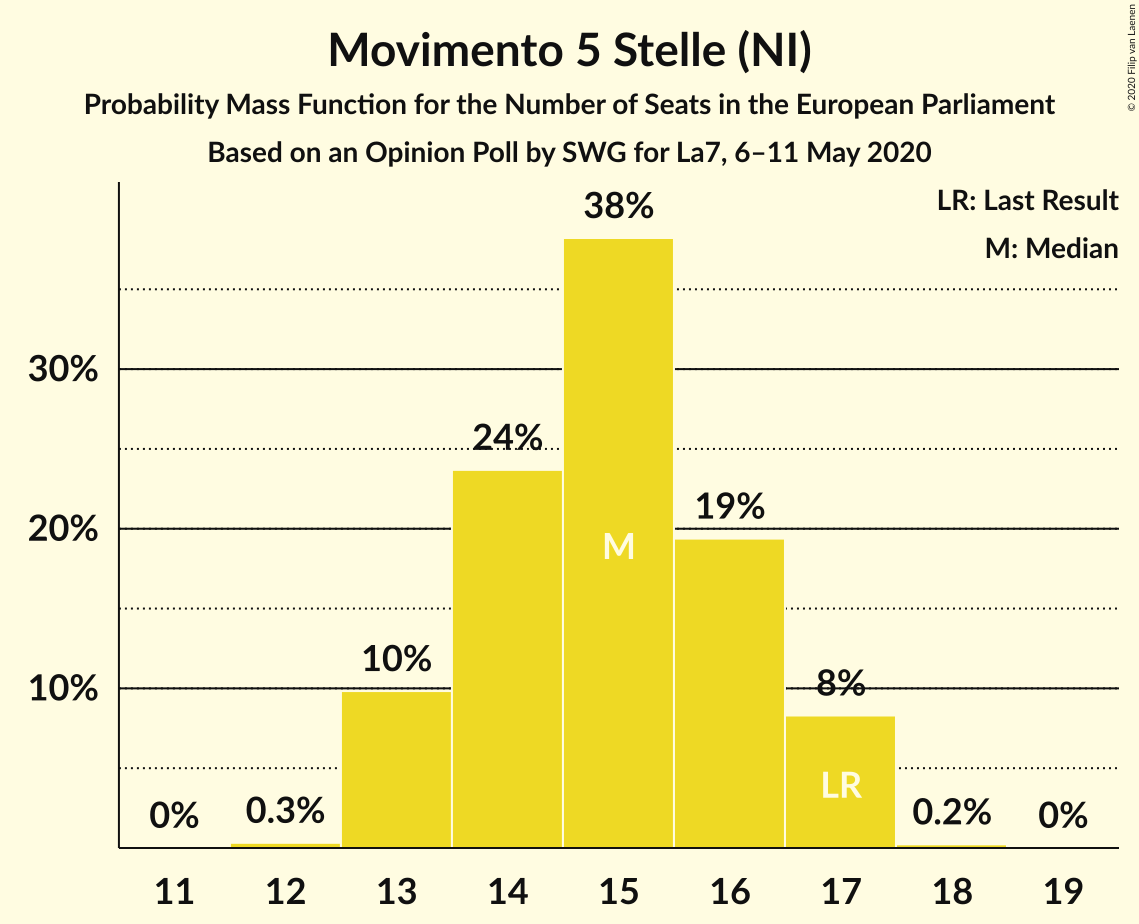 Movimento 5 Stelle (NI)
Probability Mass Function for the Number of Seats in the European Parliament
Based on an Opinion Poll by SWG for La7, 6–11 May 2020
© 2020 Filip van Laenen
LR: Last Result
M: Median
38%
30%
24%
20%
19%
M
10%
10%
8%
LR
0%
0.3%
0.2%
0%
11 12 13 14 15 16 17 18 19